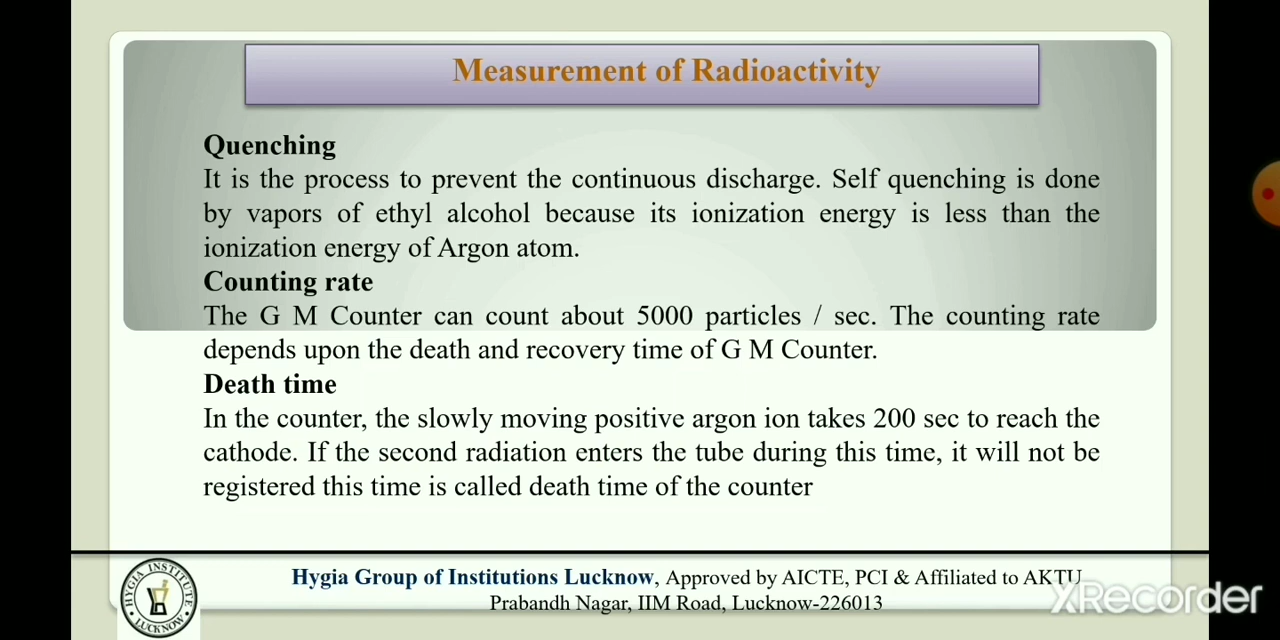 Measurement of Radioactivity
Quenching
It is the process to prevent the continuous discharge. Self quenching is done
by vapors of ethyl alcohol because its ionization energy is less than the
ionization energy of Argon atom.
Counting rate
The G M Counter can count about 5000 particles / sec. The counting rate
depends upon the death and recovery time of G M Counter.
Death time
In the counter, the slowly moving positive argon ion takes 200 sec to reach the
cathode. If the second radiation enters the tube during this time, it will not be
registered this time is called death time of the counter
HYGIA INSTITUTE
LUCKNOW
Hygia Group of Institutions Lucknow, Approved by AICTE, PCI & Affiliated to AKTU
Prabandh Nagar, IIM Road, Lucknow-226013
XRecorder